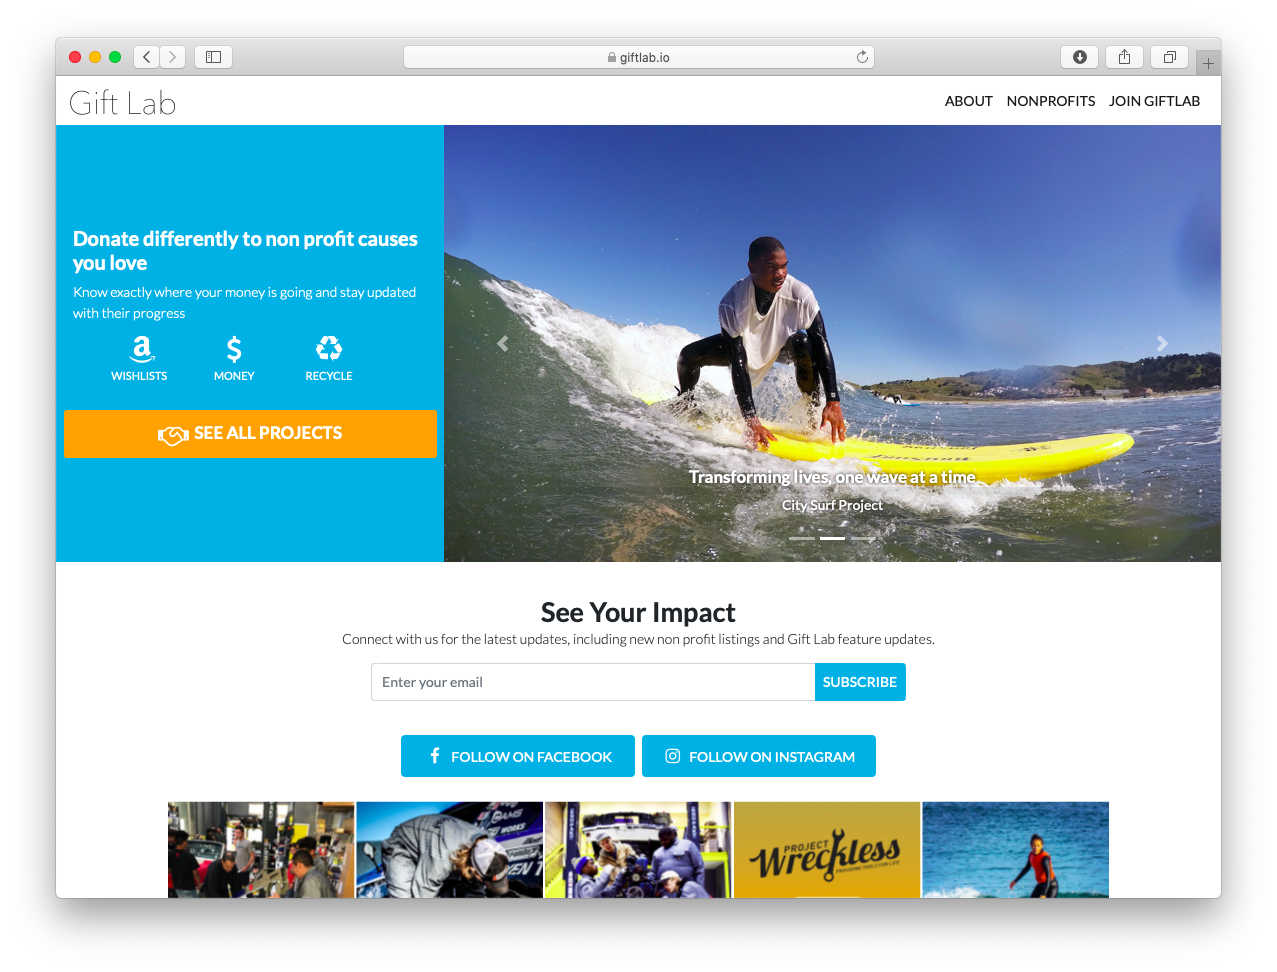 giftlab.io
Gift Lab
ABOUT NONPROFITS JOIN GIFTLAB
Donate differently to non profit causes
you love
Know exactly where your money is going and stay updated
with their progress
WISHLISTS MONEY RECYCLE
SEE ALL PROJECTS
Transforming lives, one wave at a time
City Surf Project
See Your Impact
Connect with us for the latest updates, including new non profit listings and Gift Lab feature updates.
Enter your email SUBSCRIBE
FOLLOW ON FACEBOOK FOLLOW ON INSTAGRAM
PROJECT
Wreckless
PROVIDING TOOLS FOR LIFE